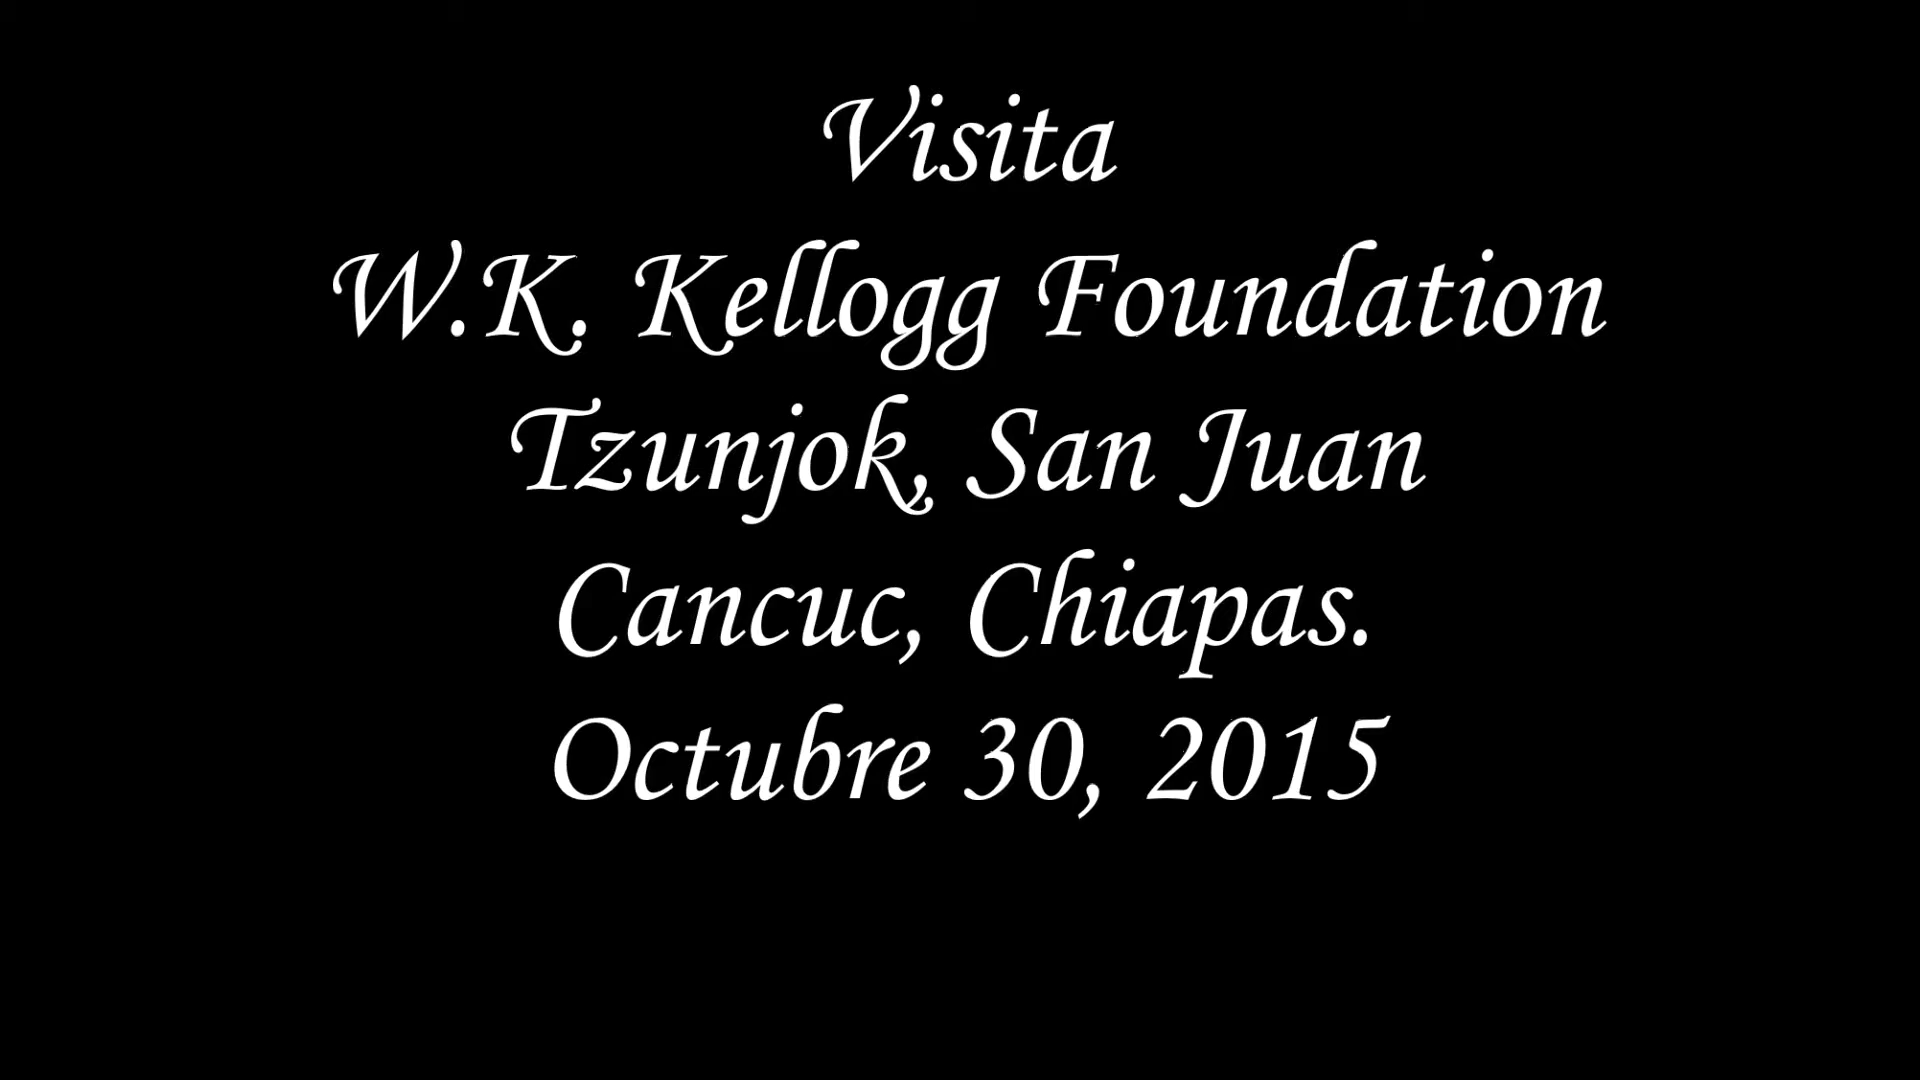 Visita
W.K. Kellogg Foundation
Tzunjok, San Juan
Cancuc, Chiapas.
Octubre 30, 2015